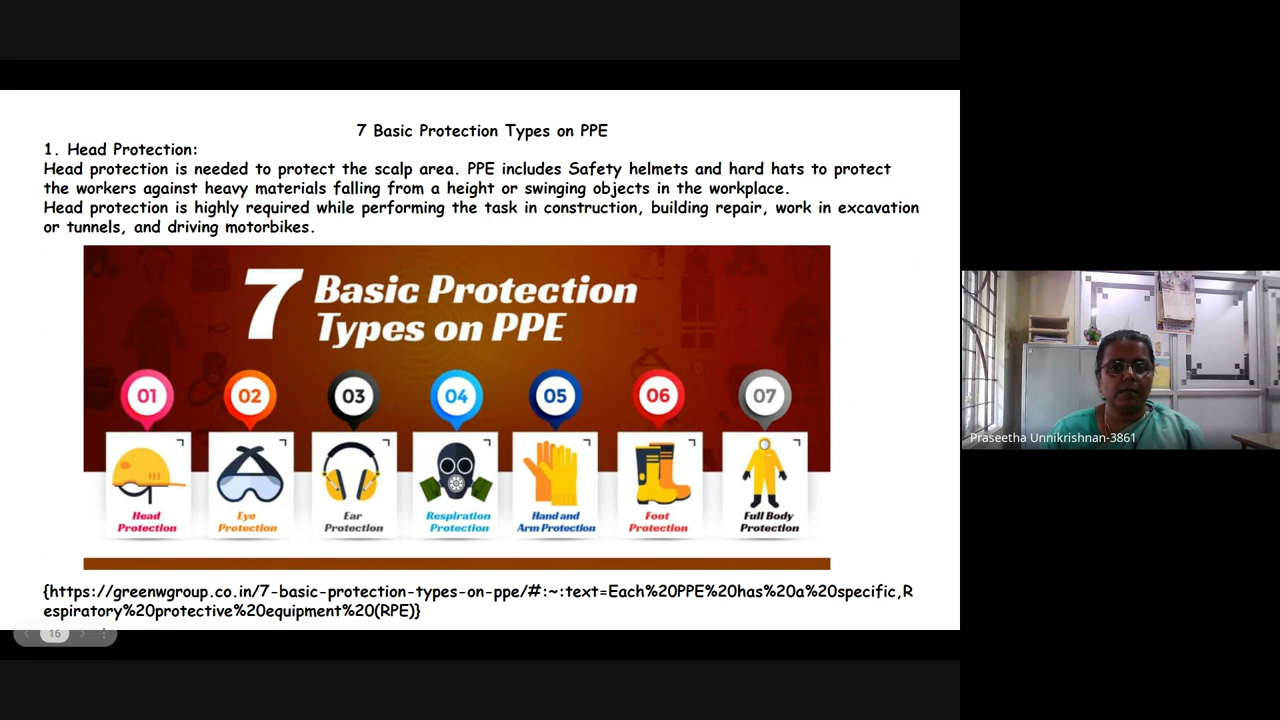 7 Basic Protection Types on PPE
1. Head Protection:
Head protection is needed to protect the scalp area. PPE includes Safety helmets and hard hats to protect
the workers against heavy materials falling from a height or swinging objects in the workplace.
Head protection is highly required while performing the task in construction, building repair, work in excavation
or tunnels, and driving motorbikes.
7 Basic Protection
Types on PPE
01 02 03 04 05 06 07
Head Protection
Eye Protection
Ear Protection
Respiration Protection
Hand and Arm Protection
Foot Protection
Full Body Protection
{https://greenwgroup.co.in/7-basic-protection-types-on-ppe/#:~:text=Each%20PPE%20has%20a%20specific,R
espiratory%20protective%20equipment%20(RPE)}
16
Praseetha Unnikrishnan-3861